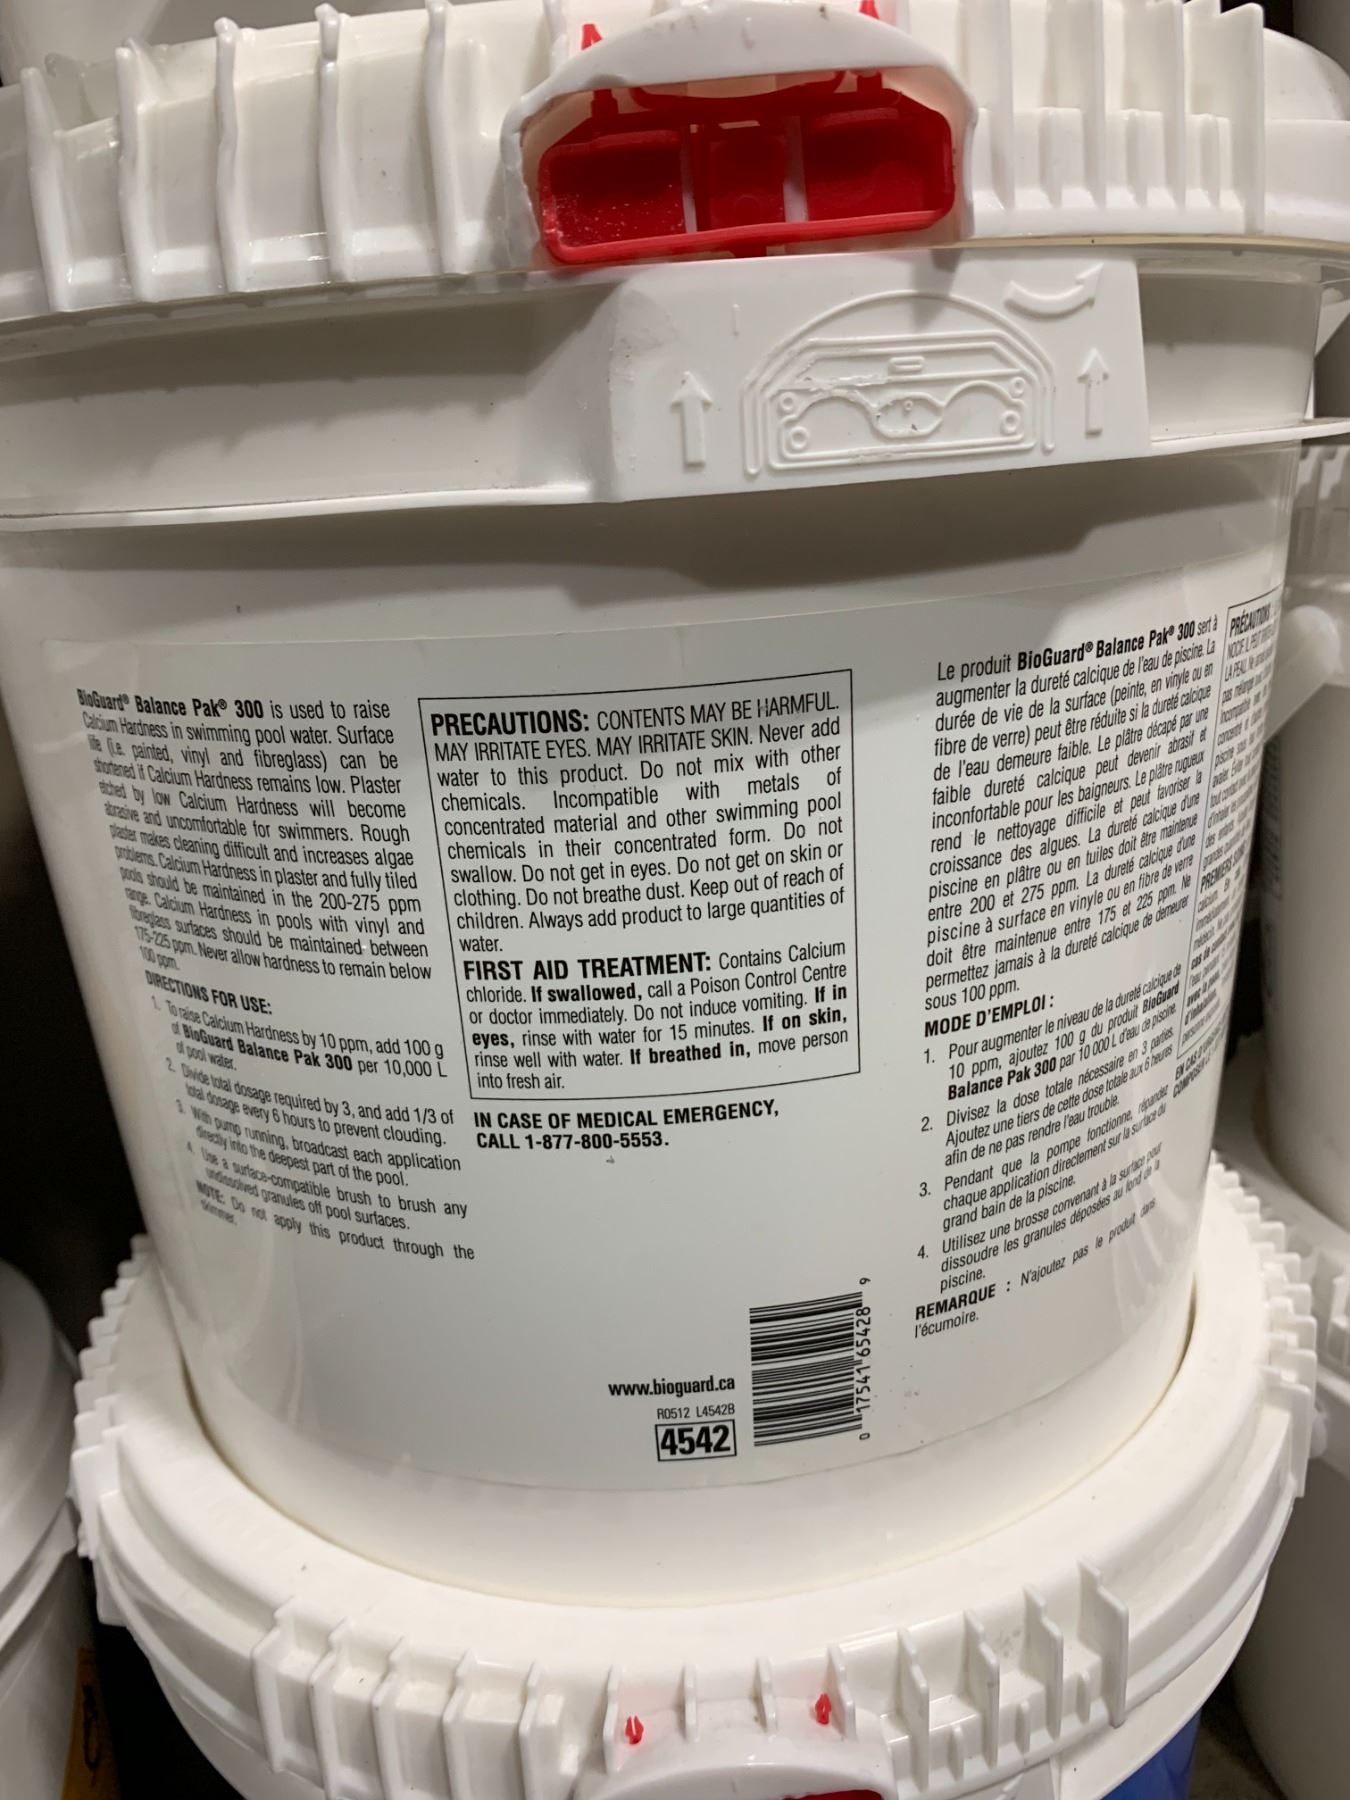 BioGuard® Balance Pak® 300 is used to raise
Calcium Hardness in swimming pool water. Surface
life (i.e. painted, vinyl and fibreglass) can be
shortened if Calcium Hardness remains low. Plaster
etched by low Calcium Hardness will become
abrasive and uncomfortable for swimmers. Rough
plaster makes cleaning difficult and increases algae
problems. Calcium Hardness in plaster and fully tiled
pools should be maintained in the 200-275 ppm
range. Calcium Hardness in pools with vinyl and
fibreglass surfaces should be maintained between
175-225 ppm. Never allow hardness to remain below
100 ppm.
DIRECTIONS FOR USE:
1. To raise Calcium Hardness by 10 ppm, add 100 g
of BioGuard Balance Pak 300 per 10,000 L
of pool water.
2. Divide total dosage required by 3, and add 1/3 of
total dosage every 6 hours to prevent clouding.
3. With pump running, broadcast each application
directly into the deepest part of the pool.
4. Use a surface-compatible brush to brush any
undissolved granules off pool surfaces.
NOTE: Do not apply this product through the
skimmer.
PRECAUTIONS: CONTENTS MAY BE HARMFUL.
MAY IRRITATE EYES. MAY IRRITATE SKIN. Never add
water to this product. Do not mix with other
chemicals. Incompatible with metals of
concentrated material and other swimming pool
chemicals in their concentrated form. Do not
swallow. Do not get in eyes. Do not get on skin or
clothing. Do not breathe dust. Keep out of reach of
children. Always add product to large quantities of
water.
FIRST AID TREATMENT: Contains Calcium
chloride. If swallowed, call a Poison Control Centre
or doctor immediately. Do not induce vomiting. If in
eyes, rinse with water for 15 minutes. If on skin,
rinse well with water. If breathed in, move person
into fresh air.
IN CASE OF MEDICAL EMERGENCY,
CALL 1-877-800-5553.
www.bioguard.ca
R0512 L4542B
4542
0 17541 65428 9
Le produit BioGuard® Balance Pak® 300 sert à
augmenter la dureté calcique de l'eau de piscine. La
durée de vie de la surface (peinte, en vinyle ou en
fibre de verre) peut être réduite si la dureté calcique
de l'eau demeure faible. Le plâtre décapé par une
faible dureté calcique peut devenir abrasif et
inconfortable pour les baigneurs. Le plâtre rugueux
rend le nettoyage difficile et peut favoriser la
croissance des algues. La dureté calcique d'une
piscine en plâtre ou en tuiles doit être maintenue
entre 200 et 275 ppm. La dureté calcique d'une
piscine à surface en vinyle ou en fibre de verre
doit être maintenue entre 175 et 225 ppm. Ne
permettez jamais à la dureté calcique de demeurer
sous 100 ppm.
MODE D'EMPLOI :
1. Pour augmenter le niveau de la dureté calcique de
10 ppm, ajoutez 100 g du produit BioGuard
Balance Pak 300 par 10 000 L d'eau de piscine.
2. Divisez la dose totale nécessaire en 3 parties.
Ajoutez une tiers de cette dose totale aux 6 heures
afin de ne pas rendre l'eau trouble.
3. Pendant que la pompe fonctionne, répandez
chaque application directement sur la surface du
grand bain de la piscine.
4. Utilisez une brosse convenant à la surface pour
dissoudre les granules déposées au fond de la
piscine.
REMARQUE : N'ajoutez pas le produit dans
l'écumoire.
PRÉCAUTIONS